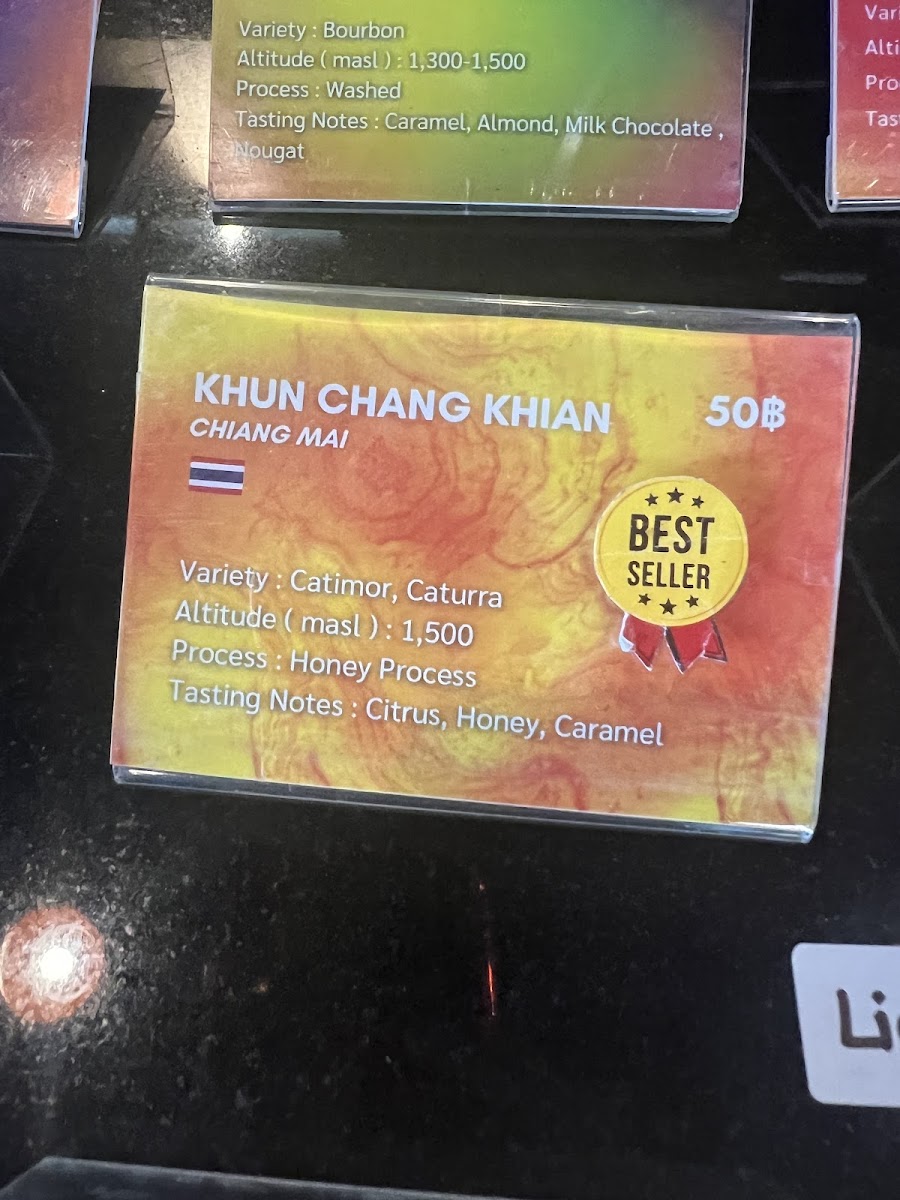 Variety : Bourbon
Altitude ( masl ) : 1,300-1,500
Process : Washed
Tasting Notes : Caramel, Almond, Milk Chocolate ,
Nougat
KHUN CHANG KHIAN 50฿
CHIANG MAI
BEST
SELLER
Variety : Catimor, Caturra
Altitude ( masl ) : 1,500
Process : Honey Process
Tasting Notes : Citrus, Honey, Caramel